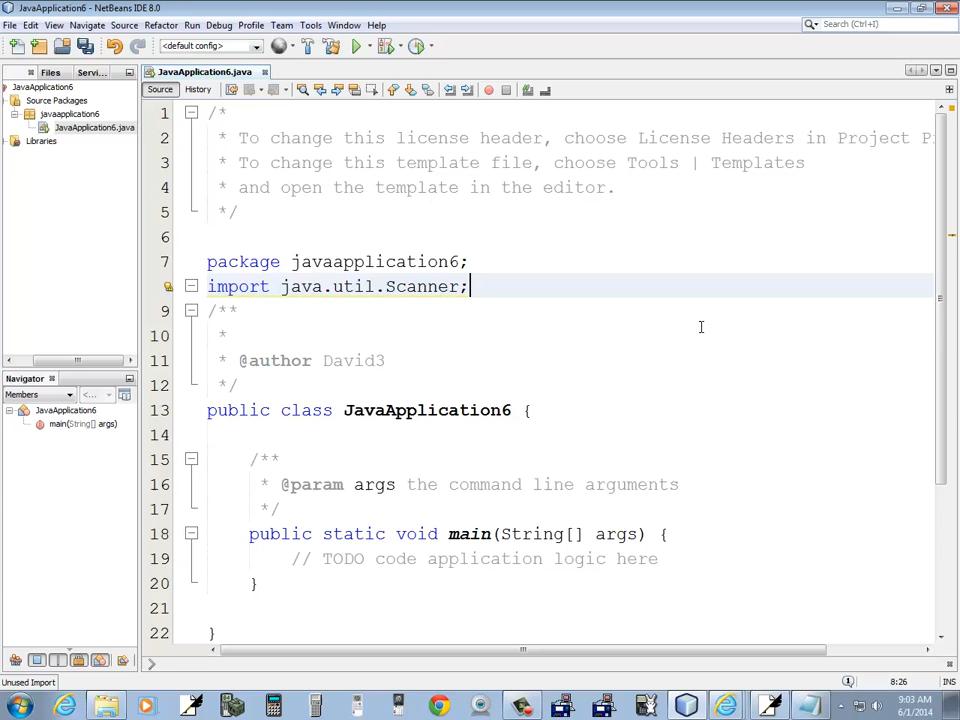 JavaApplication6 - NetBeans IDE 8.0
File Edit View Navigate Source Refactor Run Debug Profile Team Tools Window Help
<default config>
Search (Ctrl+I)
Files Servi...
JavaApplication6.java
JavaApplication6
Source Packages
javaapplication6
JavaApplication6.java
Libraries
Source History
1 /*
2 * To change this license header, choose License Headers in Project Pr
3 * To change this template file, choose Tools | Templates
4 * and open the template in the editor.
5 */
6
7 package javaapplication6;
8 import java.util.Scanner;
9 /**
10 *
11 * @author David3
12 */
13 public class JavaApplication6 {
14
15 /**
16 * @param args the command line arguments
17 */
18 public static void main(String[] args) {
19 // TODO code application logic here
20 }
21
22 }
Navigator
Members
<...
JavaApplication6
main(String[] args)
Unused Import
1
8:26
INS
9:03 AM
6/1/2014